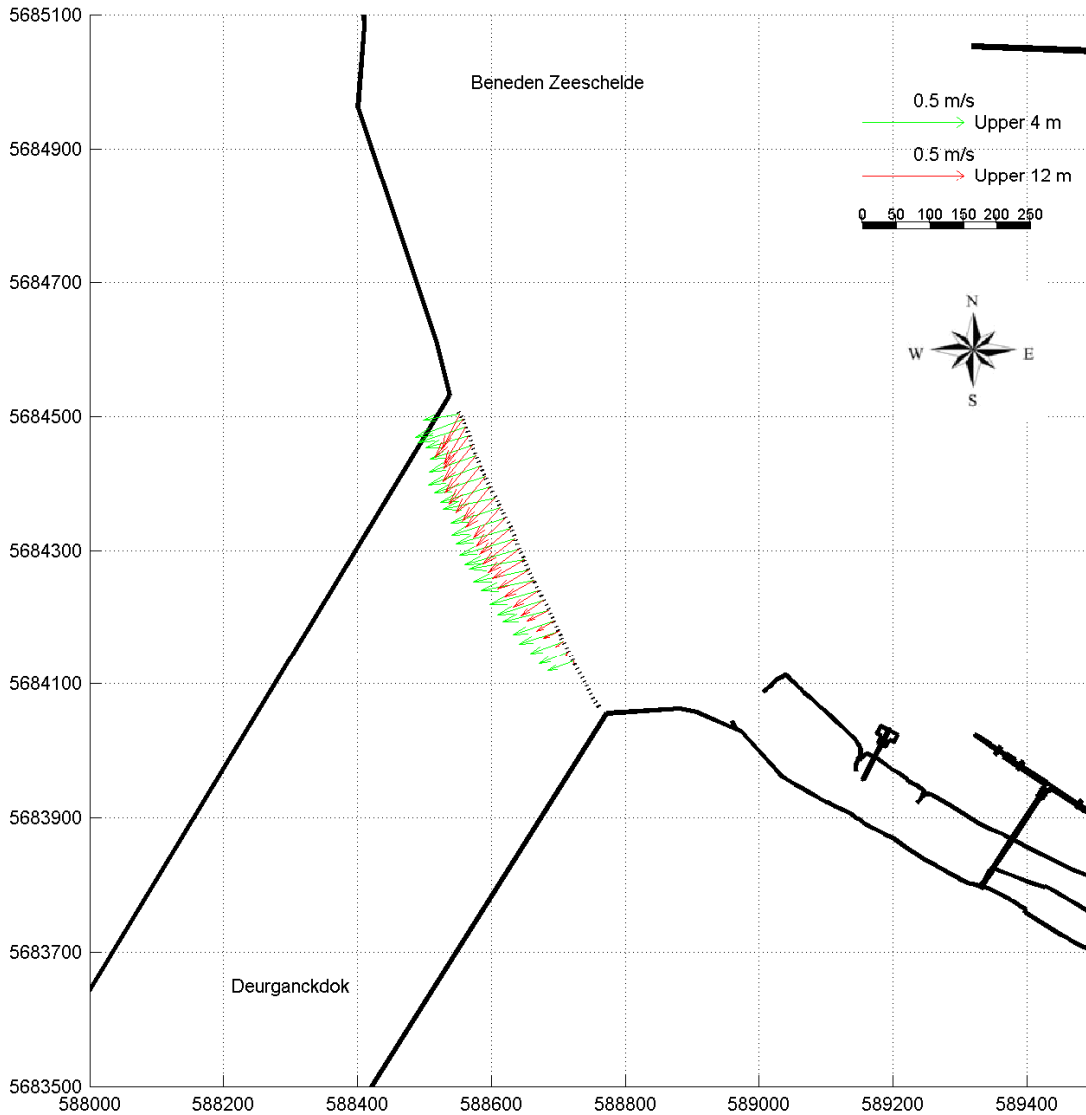 5685100
Beneden Zeeschelde
0.5 m/s
Upper 4 m
5684900
0.5 m/s
Upper 12 m
0 50 100 150 200 250
5684700
N
W E
S
5684500
5684300
5684100
5683900
5683700
Deurganckdok
5683500
588000 588200 588400 588600 588800 589000 589200 589400